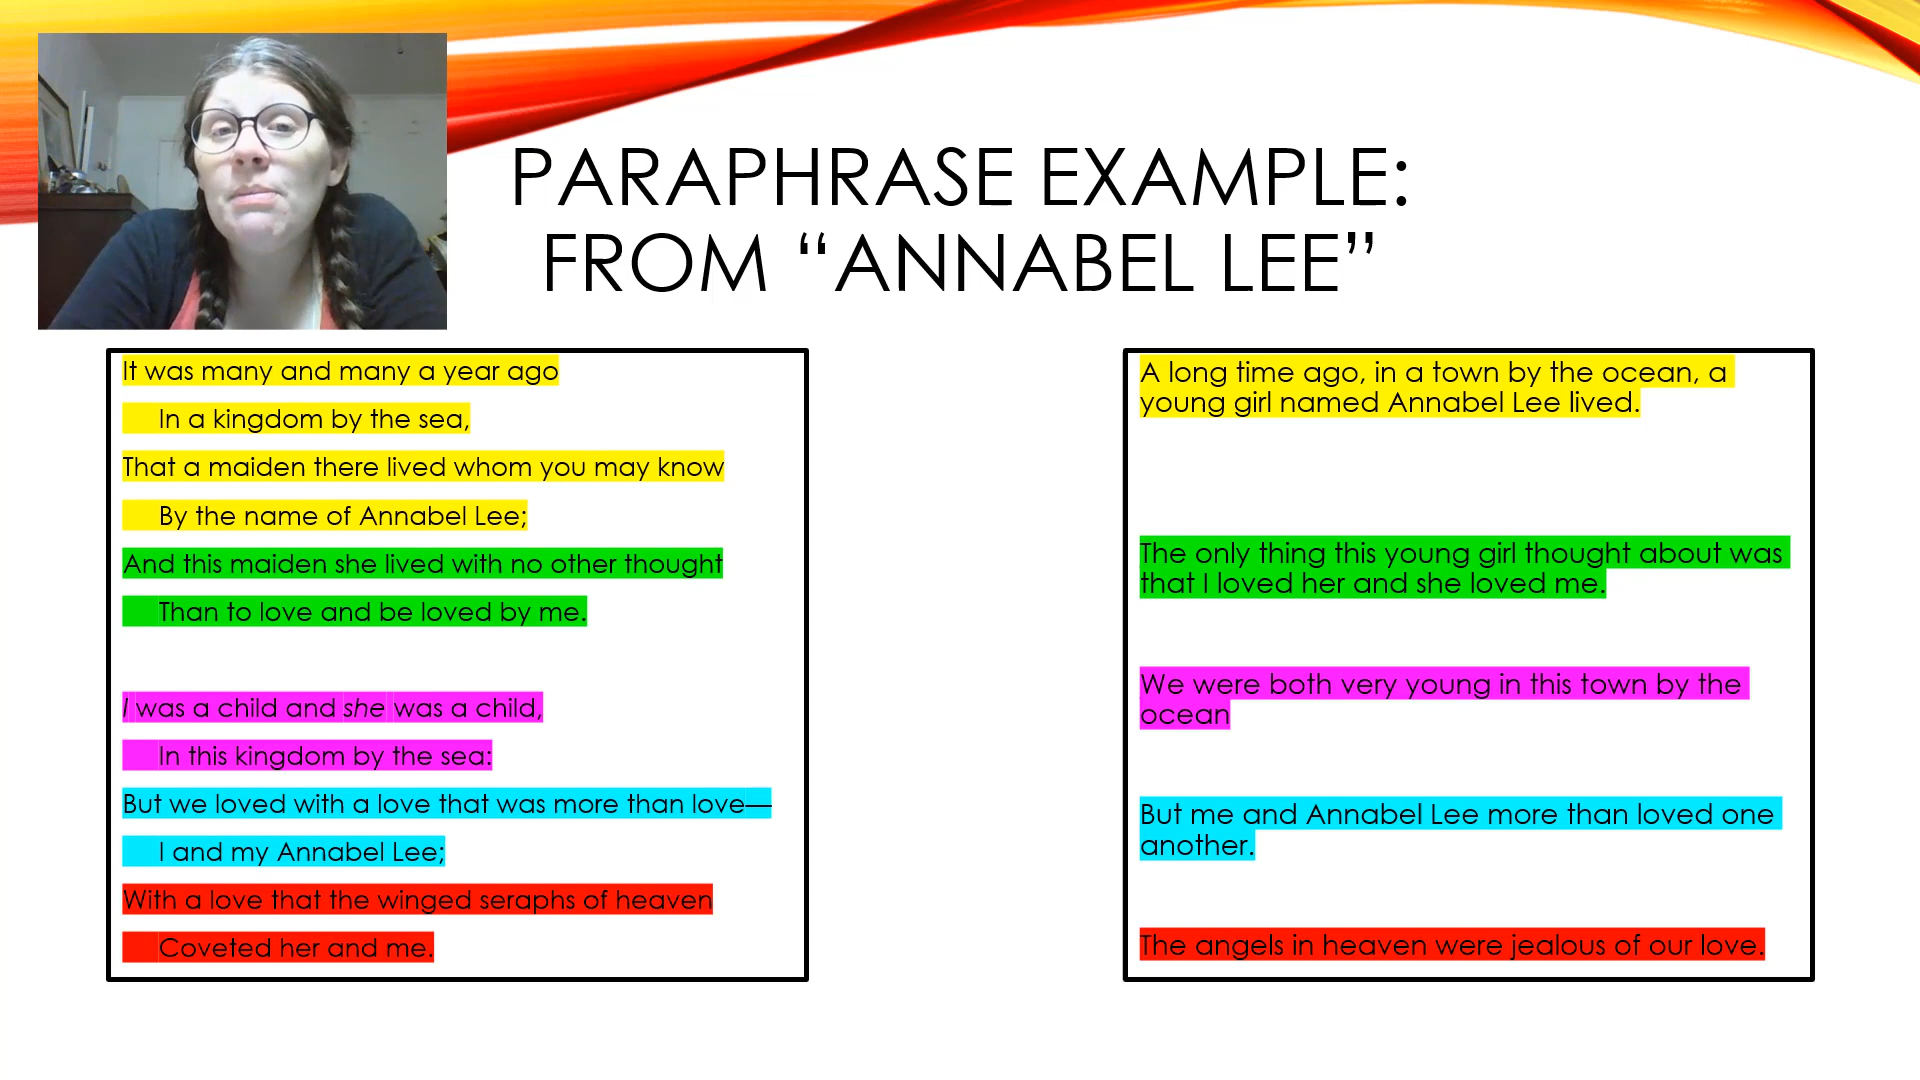 PARAPHRASE EXAMPLE:
FROM “ANNABEL LEE”
It was many and many a year ago
In a kingdom by the sea,
That a maiden there lived whom you may know
By the name of Annabel Lee;
And this maiden she lived with no other thought
Than to love and be loved by me.
I was a child and she was a child,
In this kingdom by the sea:
But we loved with a love that was more than love—
I and my Annabel Lee;
With a love that the winged seraphs of heaven
Coveted her and me.
A long time ago, in a town by the ocean, a
young girl named Annabel Lee lived.
The only thing this young girl thought about was
that I loved her and she loved me.
We were both very young in this town by the
ocean
But me and Annabel Lee more than loved one
another.
The angels in heaven were jealous of our love.